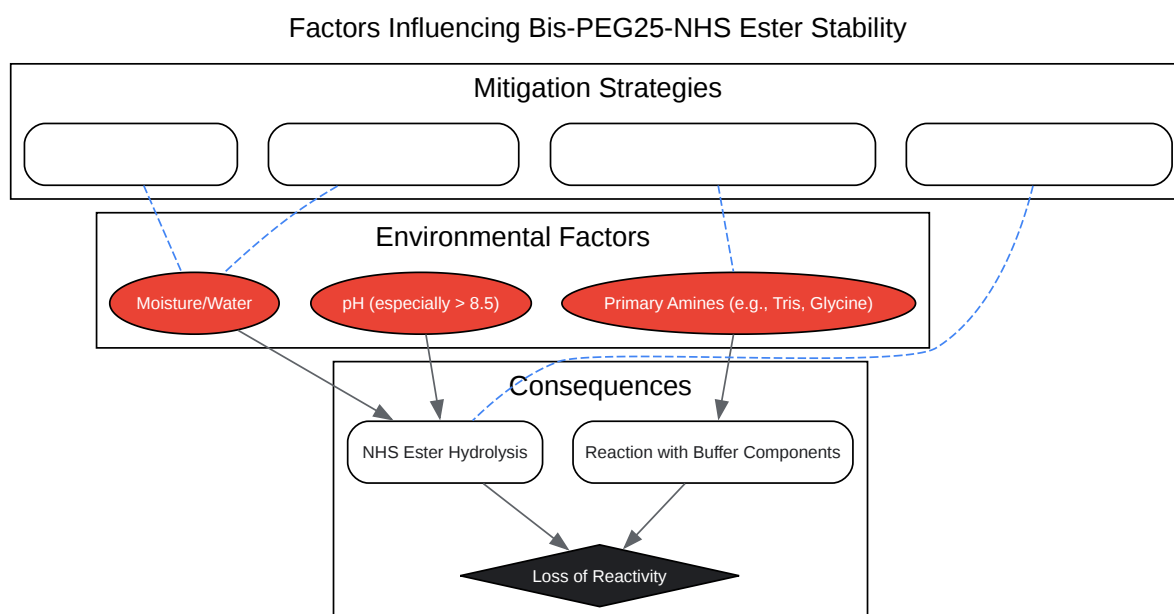 Factors Influencing Bis-PEG25-NHS Ester Stability
Mitigation Strategies
Environmental Factors
Moisture/Water
pH (especially > 8.5)
Primary Amines (e.g., Tris, Glycine)
Consequences
NHS Ester Hydrolysis
Reaction with Buffer Components
Loss of Reactivity